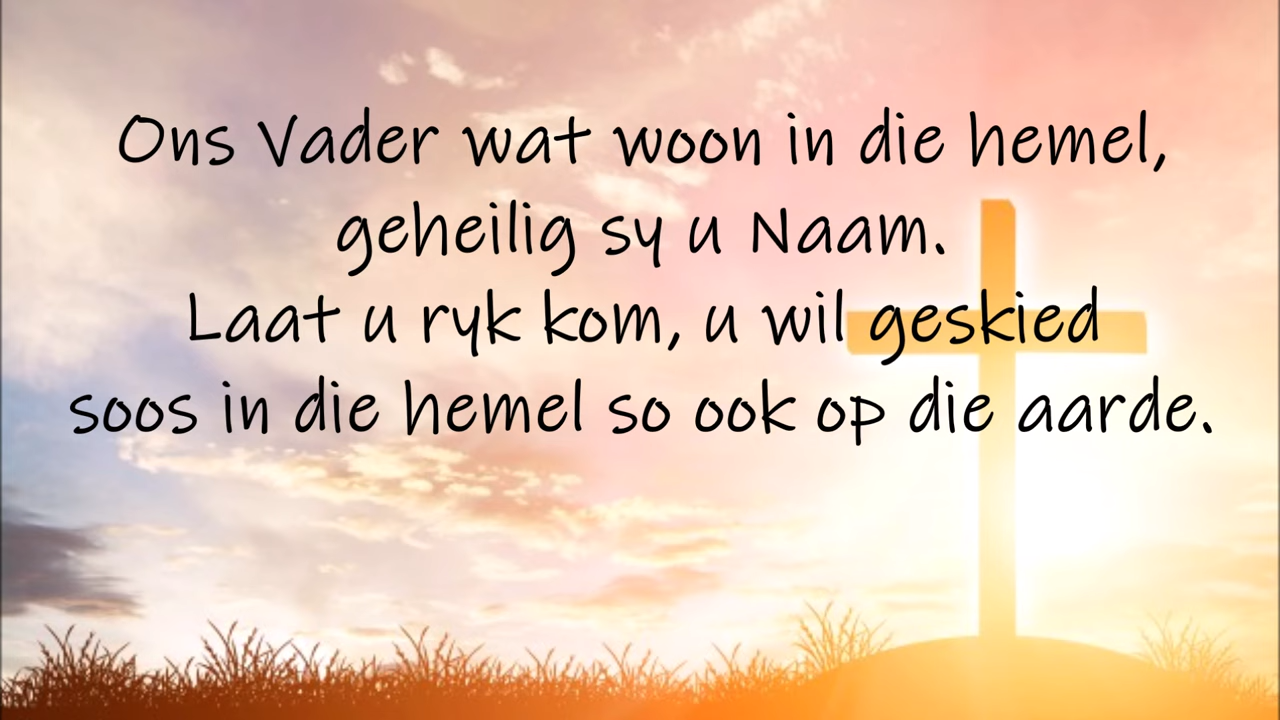 Ons Vader wat woon in die hemel,
geheilig sy u Naam.
Laat u ryk kom, u wil geskied
soos in die hemel so ook op die aarde.